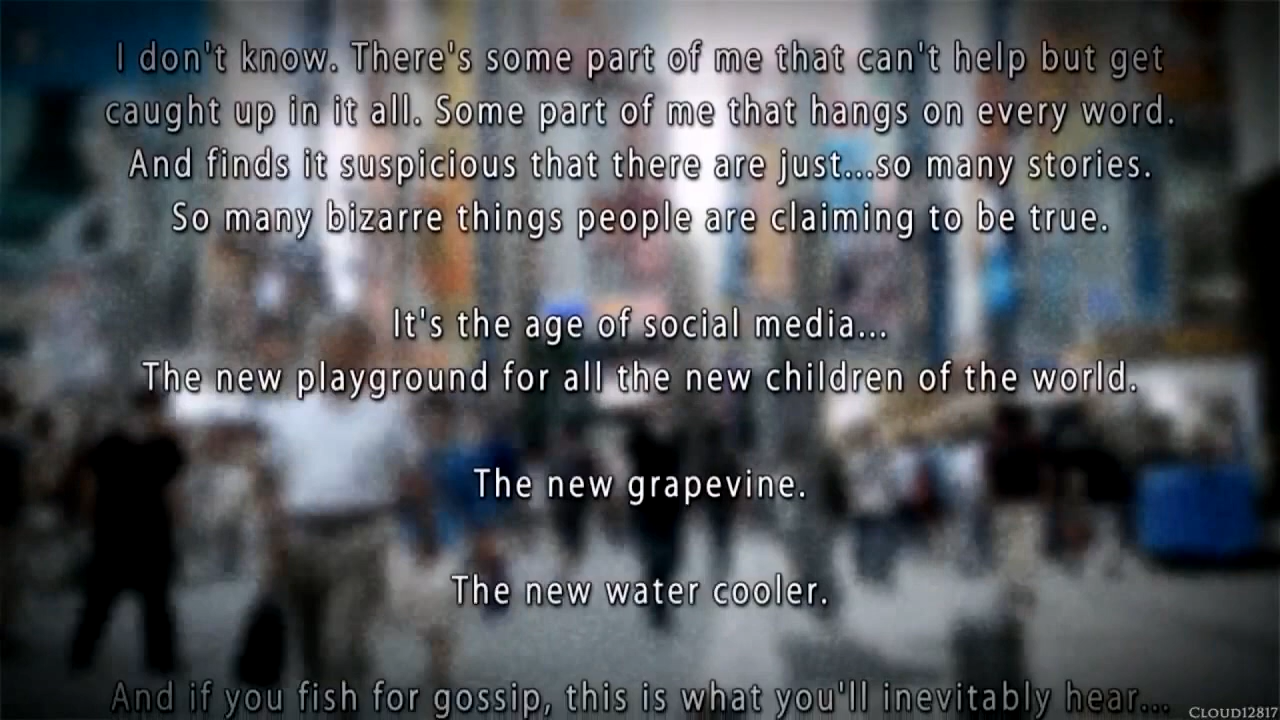 I don't know. There's some part of me that can't help but get
caught up in it all. Some part of me that hangs on every word.
And finds it suspicious that there are just...so many stories.
So many bizarre things people are claiming to be true.
It's the age of social media...
The new playground for all the new children of the world.
The new grapevine.
The new water cooler.
And if you fish for gossip, this is what you'll inevitably hear...
Cloud12817